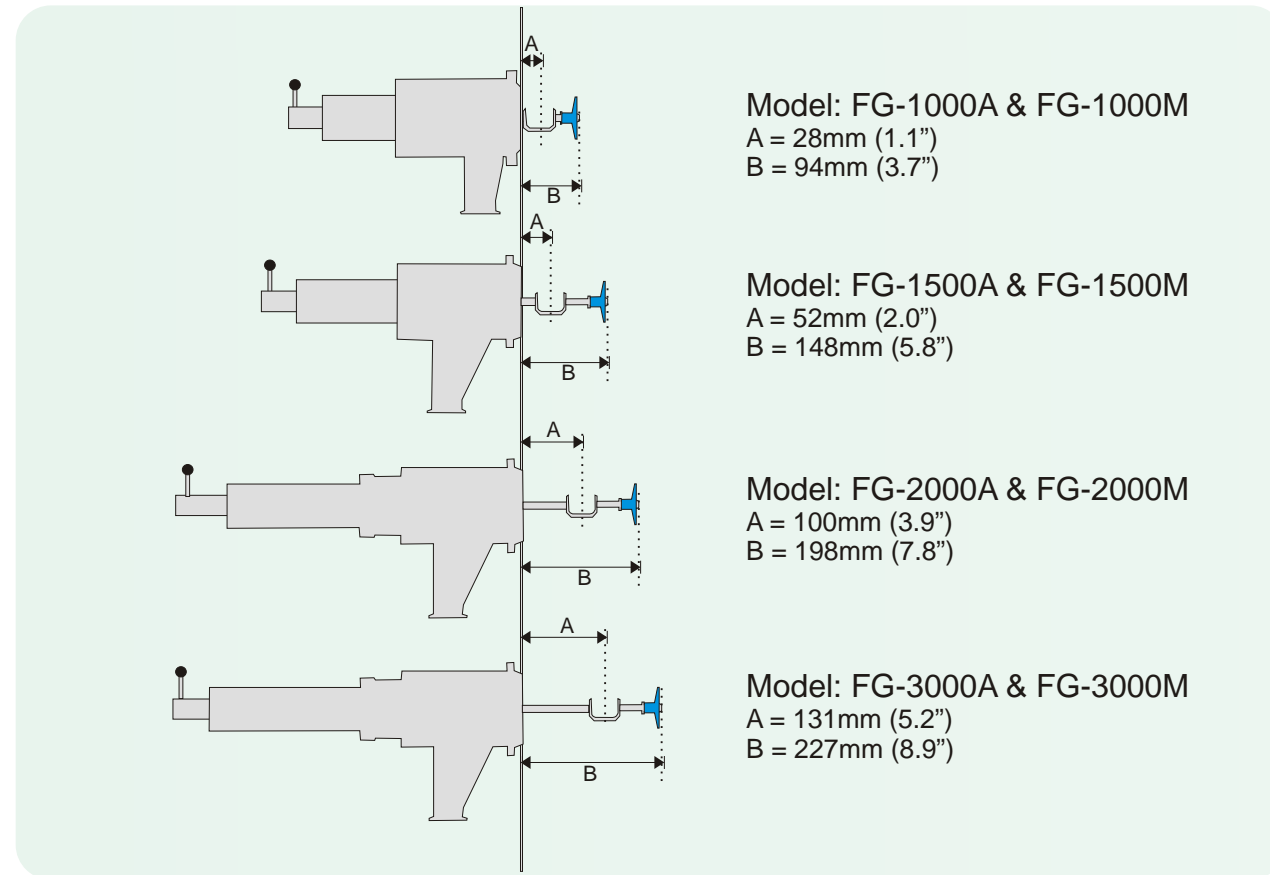 A
Model: FG-1000A & FG-1000M
A = 28mm (1.1”)
B = 94mm (3.7”)
B
A
Model: FG-1500A & FG-1500M
A = 52mm (2.0”)
B = 148mm (5.8”)
B
A
Model: FG-2000A & FG-2000M
A = 100mm (3.9”)
B = 198mm (7.8”)
B
A
Model: FG-3000A & FG-3000M
A = 131mm (5.2”)
B = 227mm (8.9”)
B